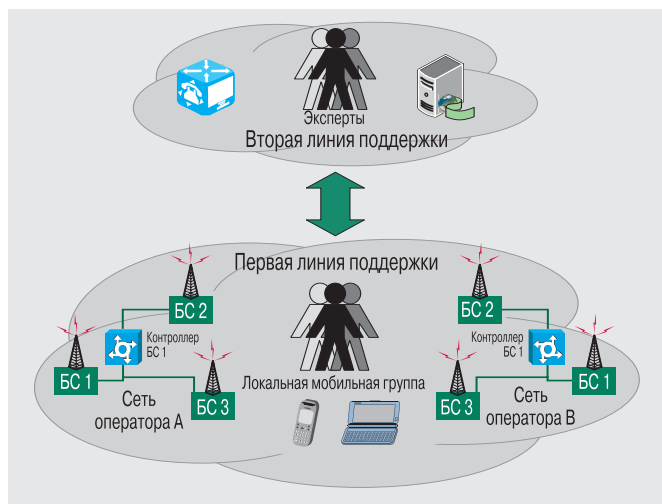 Эксперты
Вторая линия поддержки
Первая линия поддержки
БС 2
БС 2
Контроллер
БС 1
Контроллер
БС 1
БС 1
БС 3
Локальная мобильная группа
БС 3
БС 1
Сеть
оператора А
Сеть
оператора В